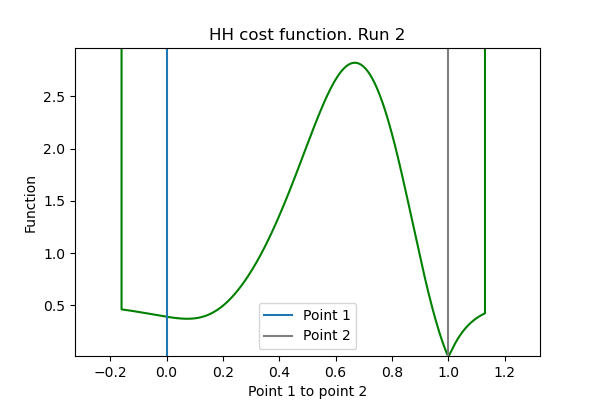 HH cost function. Run 2
Function
2.5
2.0
1.5
1.0
0.5
Point 1
Point 2
−0.2 0.0 0.2 0.4 0.6 0.8 1.0 1.2
Point 1 to point 2